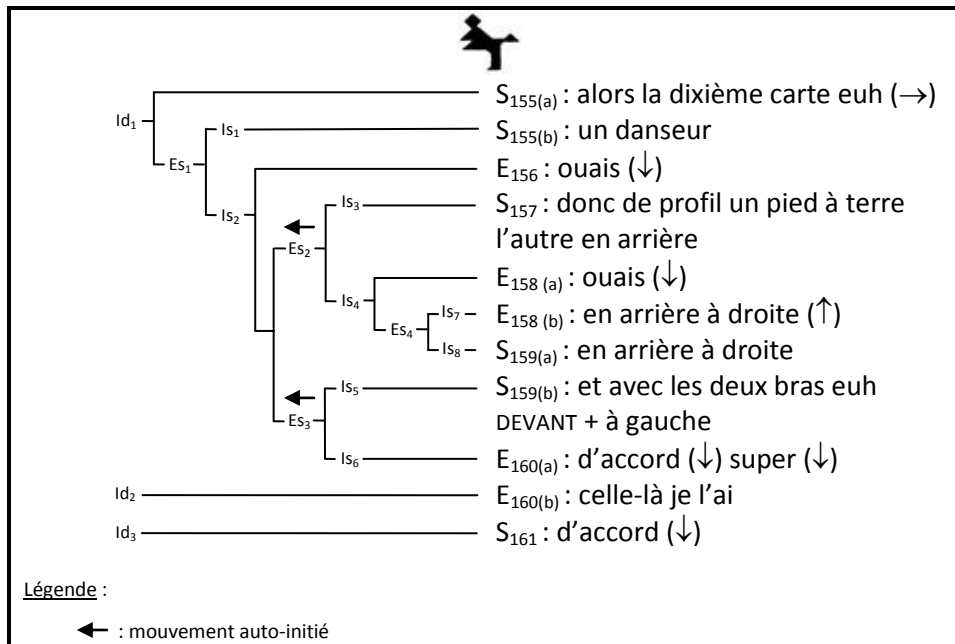 S155(a) : alors la dixième carte euh (→)
Id1
Is1 S155(b) : un danseur
Es1
E156 : ouais (↓)
Is2
Is3 S157 : donc de profil un pied à terre
l’autre en arrière
Es2
E158 (a) : ouais (↓)
Is4
Is7 E158 (b) : en arrière à droite (↑)
Es4
Is8 S159(a) : en arrière à droite
Is5 S159(b) : et avec les deux bras euh
DEVANT + à gauche
Es3
Is6 E160(a) : d’accord (↓) super (↓)
Id2 E160(b) : celle-là je l’ai
Id3 S161 : d’accord (↓)
Légende :
← : mouvement auto-initié